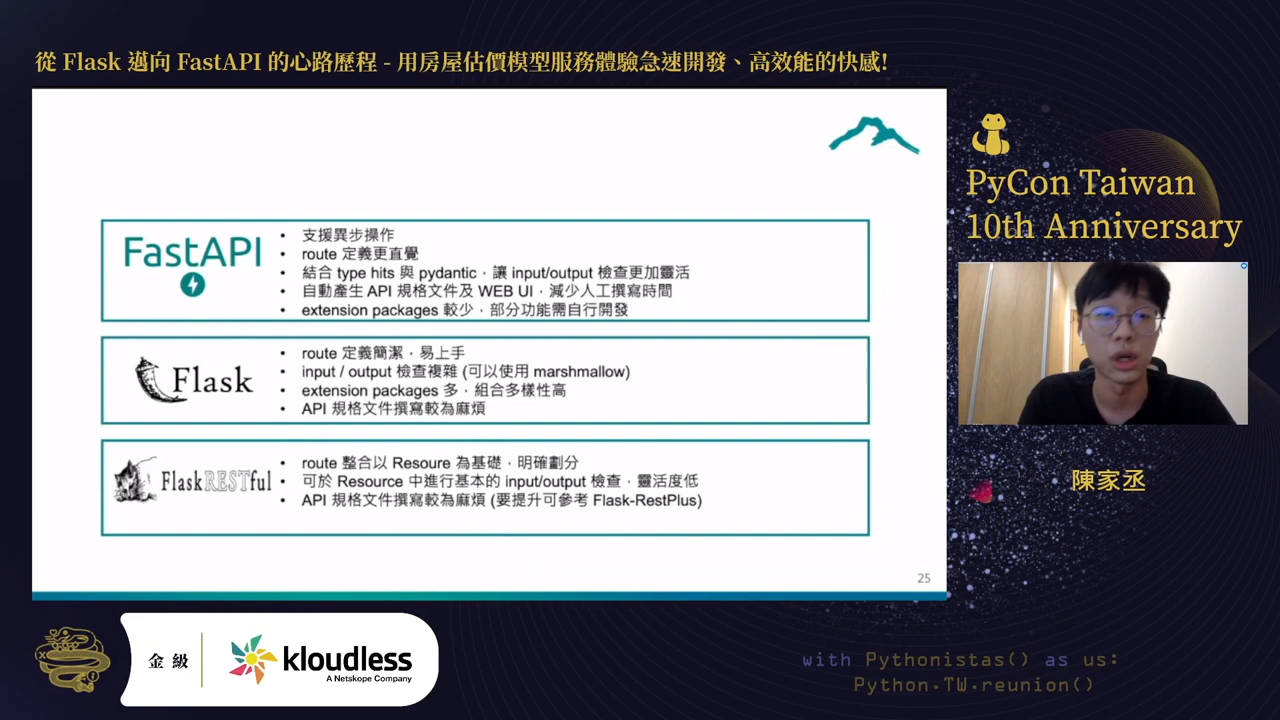 從 Flask 邁向 FastAPI 的心路歷程 - 用房屋估價模型服務體驗急速開發、高效能的快感!
FastAPI
• 支援異步操作
• route 定義更直覺
• 結合 type hits 與 pydantic，讓 input/output 檢查更加靈活
• 自動產生 API 規格文件及 WEB UI，減少人工撰寫時間
• extension packages 較少，部分功能需自行開發
Flask
• route 定義簡潔，易上手
• input / output 檢查複雜 (可以使用 marshmallow)
• extension packages 多，組合多樣性高
• API 規格文件撰寫較為麻煩
FlaskRESTful
• route 整合以 Resoure 為基礎，明確劃分
• 可於 Resource 中進行基本的 input/output 檢查，靈活度低
• API 規格文件撰寫較為麻煩 (要提升可參考 Flask-RestPlus)
25
PyCon Taiwan
10th Anniversary
陳家丞
金級
kloudless
A Netskope Company
with Pythonistas() as us:
Python.TW.reunion()